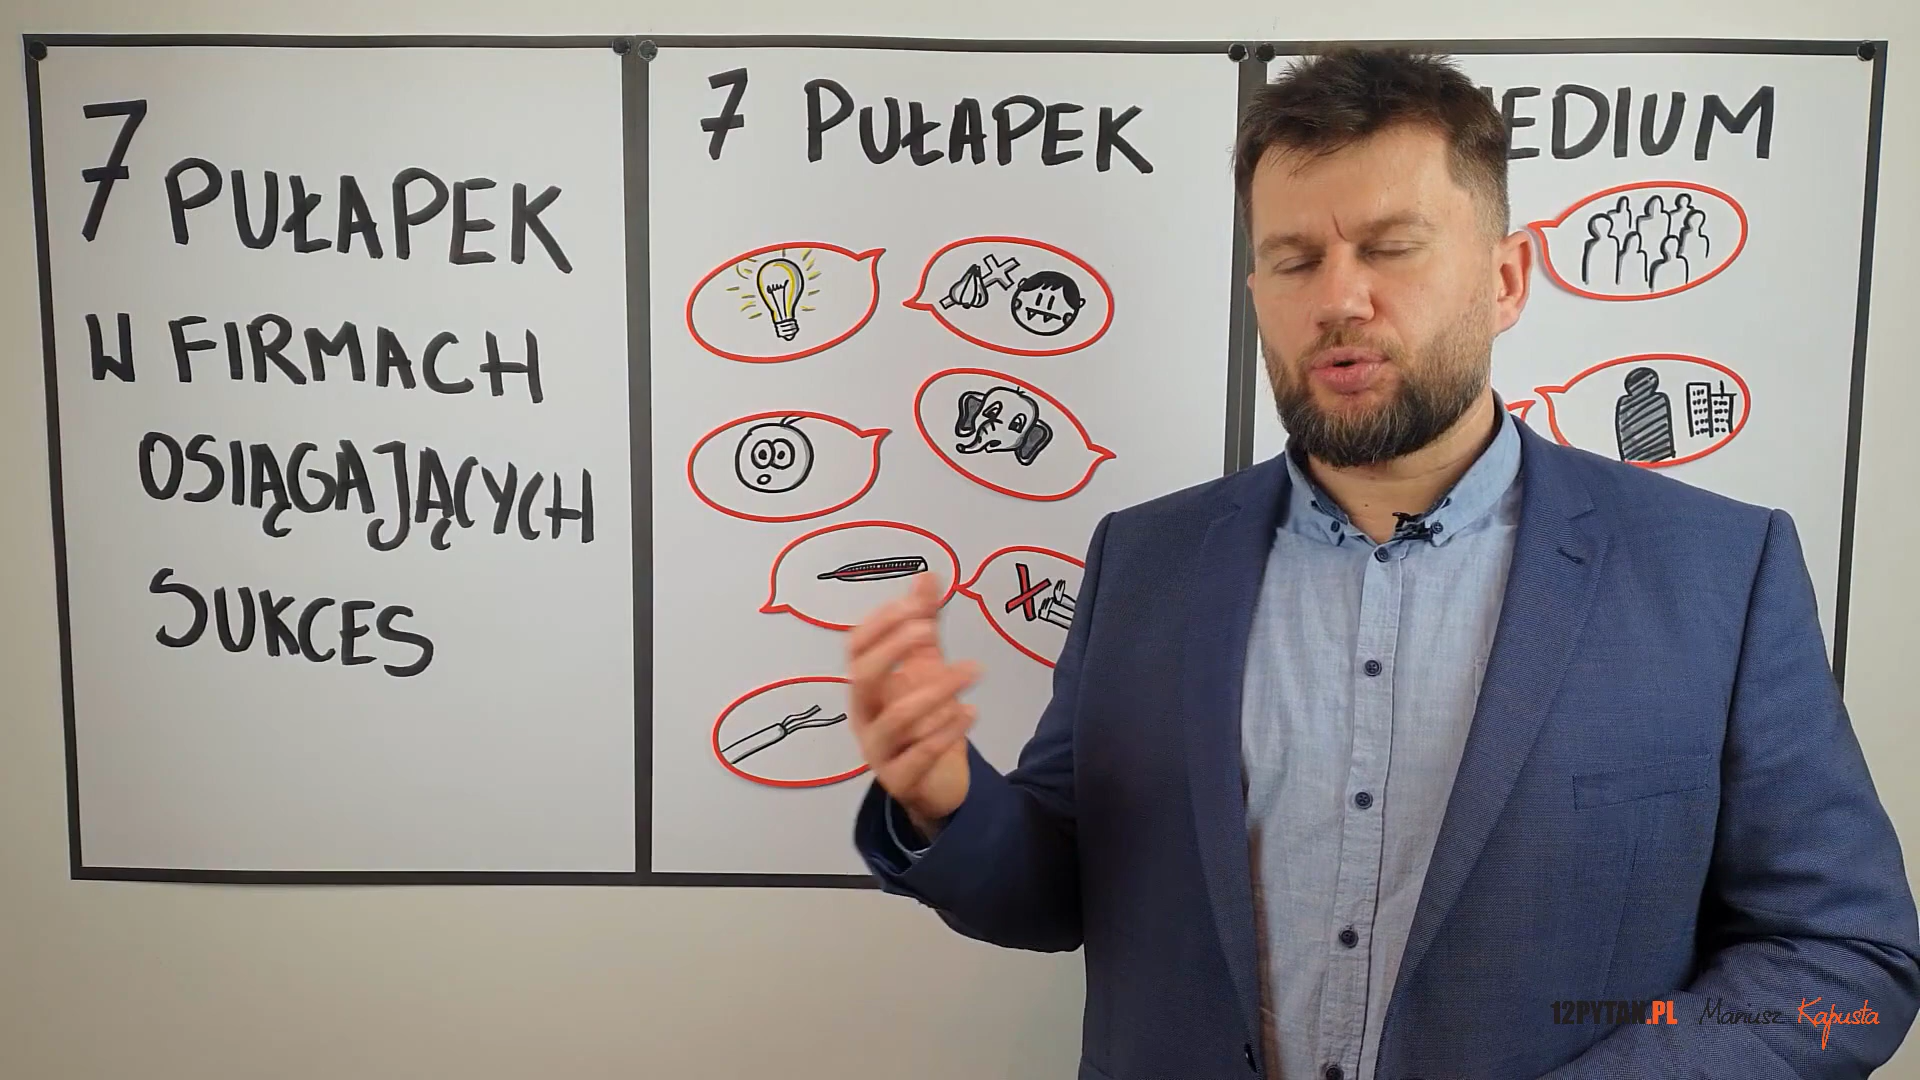 7
PUŁAPEK
W FIRMACH
OSIĄGAJĄCYCH
SUKCES
7 PUŁAPEK
EDIUM
12PYTAN.PL Mariusz Kapusta